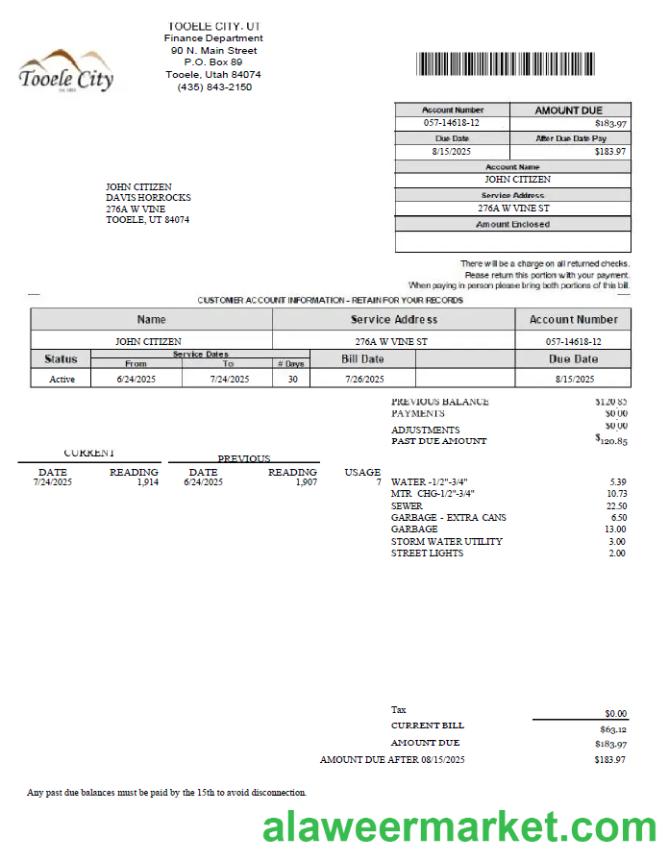 TOOELE CITY, UT
Finance Department
90 N. Main Street
P.O. Box 89
Tooele, Utah 84074
(435) 843-2150
Tooele City
Account Number AMOUNT DUE
057-14618-12 $183.97
Due Date After Due Date Pay
8/15/2025 $183.97
Account Name
JOHN CITIZEN
Service Address
276A W VINE ST
Amount Enclosed
JOHN CITIZEN
DAVIS HORROCKS
276A W VINE
TOOELE, UT 84074
There will be a charge on all returned checks.
Please return this portion with your payment.
When paying in person please bring both portions of this bill.
CUSTOMER ACCOUNT INFORMATION - RETAIN FOR YOUR RECORDS
Name Service Address Account Number
JOHN CITIZEN 276A W VINE ST 057-14618-12
Status Service Dates Bill Date Due Date
From To # Days
Active 6/24/2025 7/24/2025 30 7/26/2025 8/15/2025
PREVIOUS BALANCE $120.85
PAYMENTS $0.00
ADJUSTMENTS $0.00
PAST DUE AMOUNT $120.85
CURRENT PREVIOUS
DATE READING DATE READING USAGE
7/24/2025 1,914 6/24/2025 1,907 7
WATER -1/2"-3/4" 5.39
MTR CHG-1/2"-3/4" 10.73
SEWER 22.50
GARBAGE - EXTRA CANS 6.50
GARBAGE 13.00
STORM WATER UTILITY 3.00
STREET LIGHTS 2.00
Tax $0.00
CURRENT BILL $63.12
AMOUNT DUE $183.97
AMOUNT DUE AFTER 08/15/2025 $183.97
Any past due balances must be paid by the 15th to avoid disconnection.
alaweermarket.com